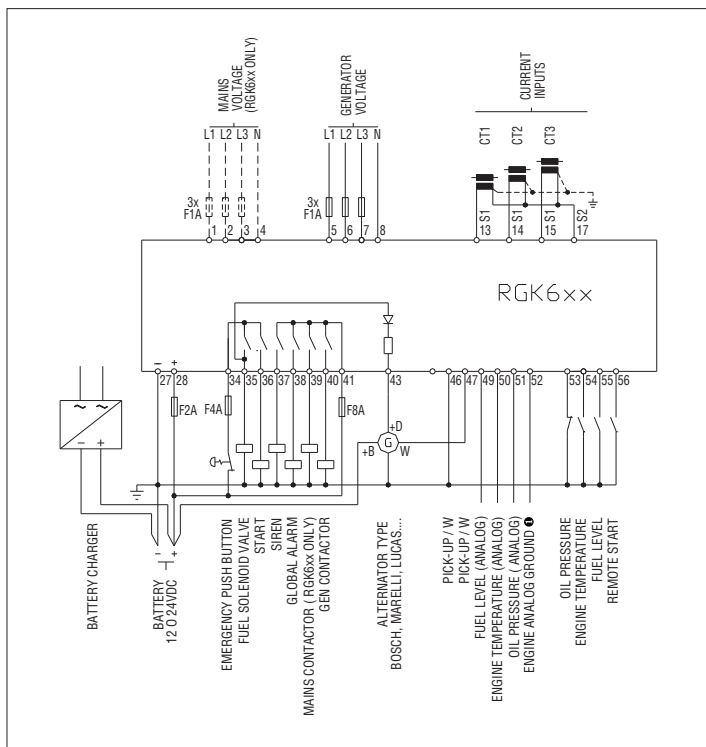 MAINS
VOLTAGE
(RGK6xx ONLY)
GENERATOR
VOLTAGE
CURRENT
INPUTS
CT1
CT2
CT3
L1 L2 L3 N
L1 L2 L3 N
3x
F1A
3x
F1A
S1
S1
S1
S2
1 2 3 4
5 6 7 8
13 14 15 17
RGK6xx
– +
27 28 34 35 36 37 38 39 40 41 43 46 47 49 50 51 52 53 54 55 56
F2A
F4A
F8A
~ ~
– +
+D
+B G W
– +
BATTERY CHARGER
BATTERY
12 O 24VDC
EMERGENCY PUSH BUTTON
FUEL SOLENOID VALVE
START
SIREN
GLOBAL ALARM
MAINS CONTACTOR ( RGK6xx ONLY)
GEN CONTACTOR
ALTERNATOR TYPE
BOSCH, MARELLI, LUCAS....
PICK-UP / W
PICK-UP / W
FUEL LEVEL (ANALOG)
ENGINE TEMPERATURE (ANALOG)
OIL PRESSURE ( ANALOG)
ENGINE ANALOG GROUND ❶
OIL PRESSURE
ENGINE TEMPERATURE
FUEL LEVEL
REMOTE START